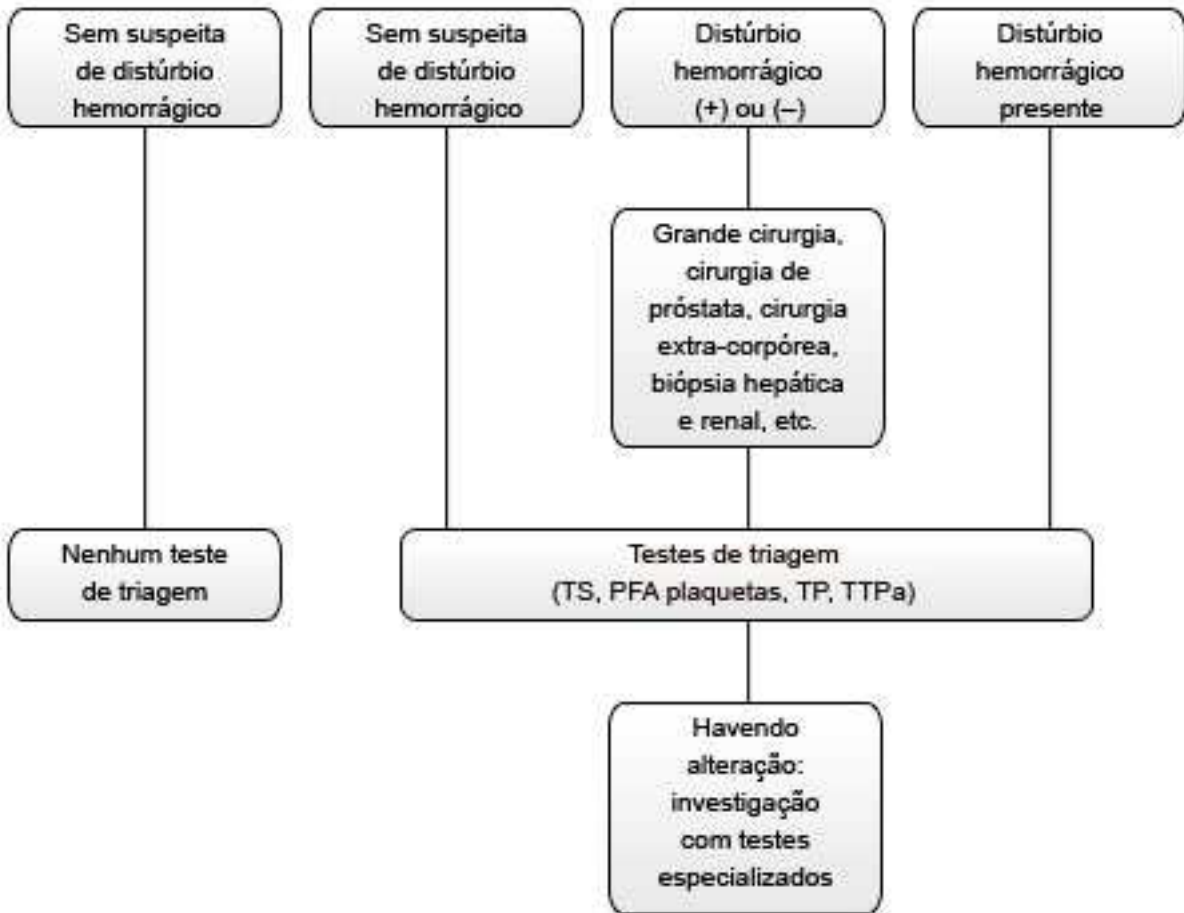 Sem suspeita
de distúrbio
hemorrágico
Sem suspeita
de distúrbio
hemorrágico
Distúrbio
hemorrágico
(+) ou (–)
Distúrbio
hemorrágico
presente
Grande cirurgia,
cirurgia de
próstata, cirurgia
extra-corpórea,
biópsia hepática
e renal, etc.
Nenhum teste
de triagem
Testes de triagem
(TS, PFA plaquetas, TP, TTPa)
Havendo
alteração:
investigação
com testes
especializados